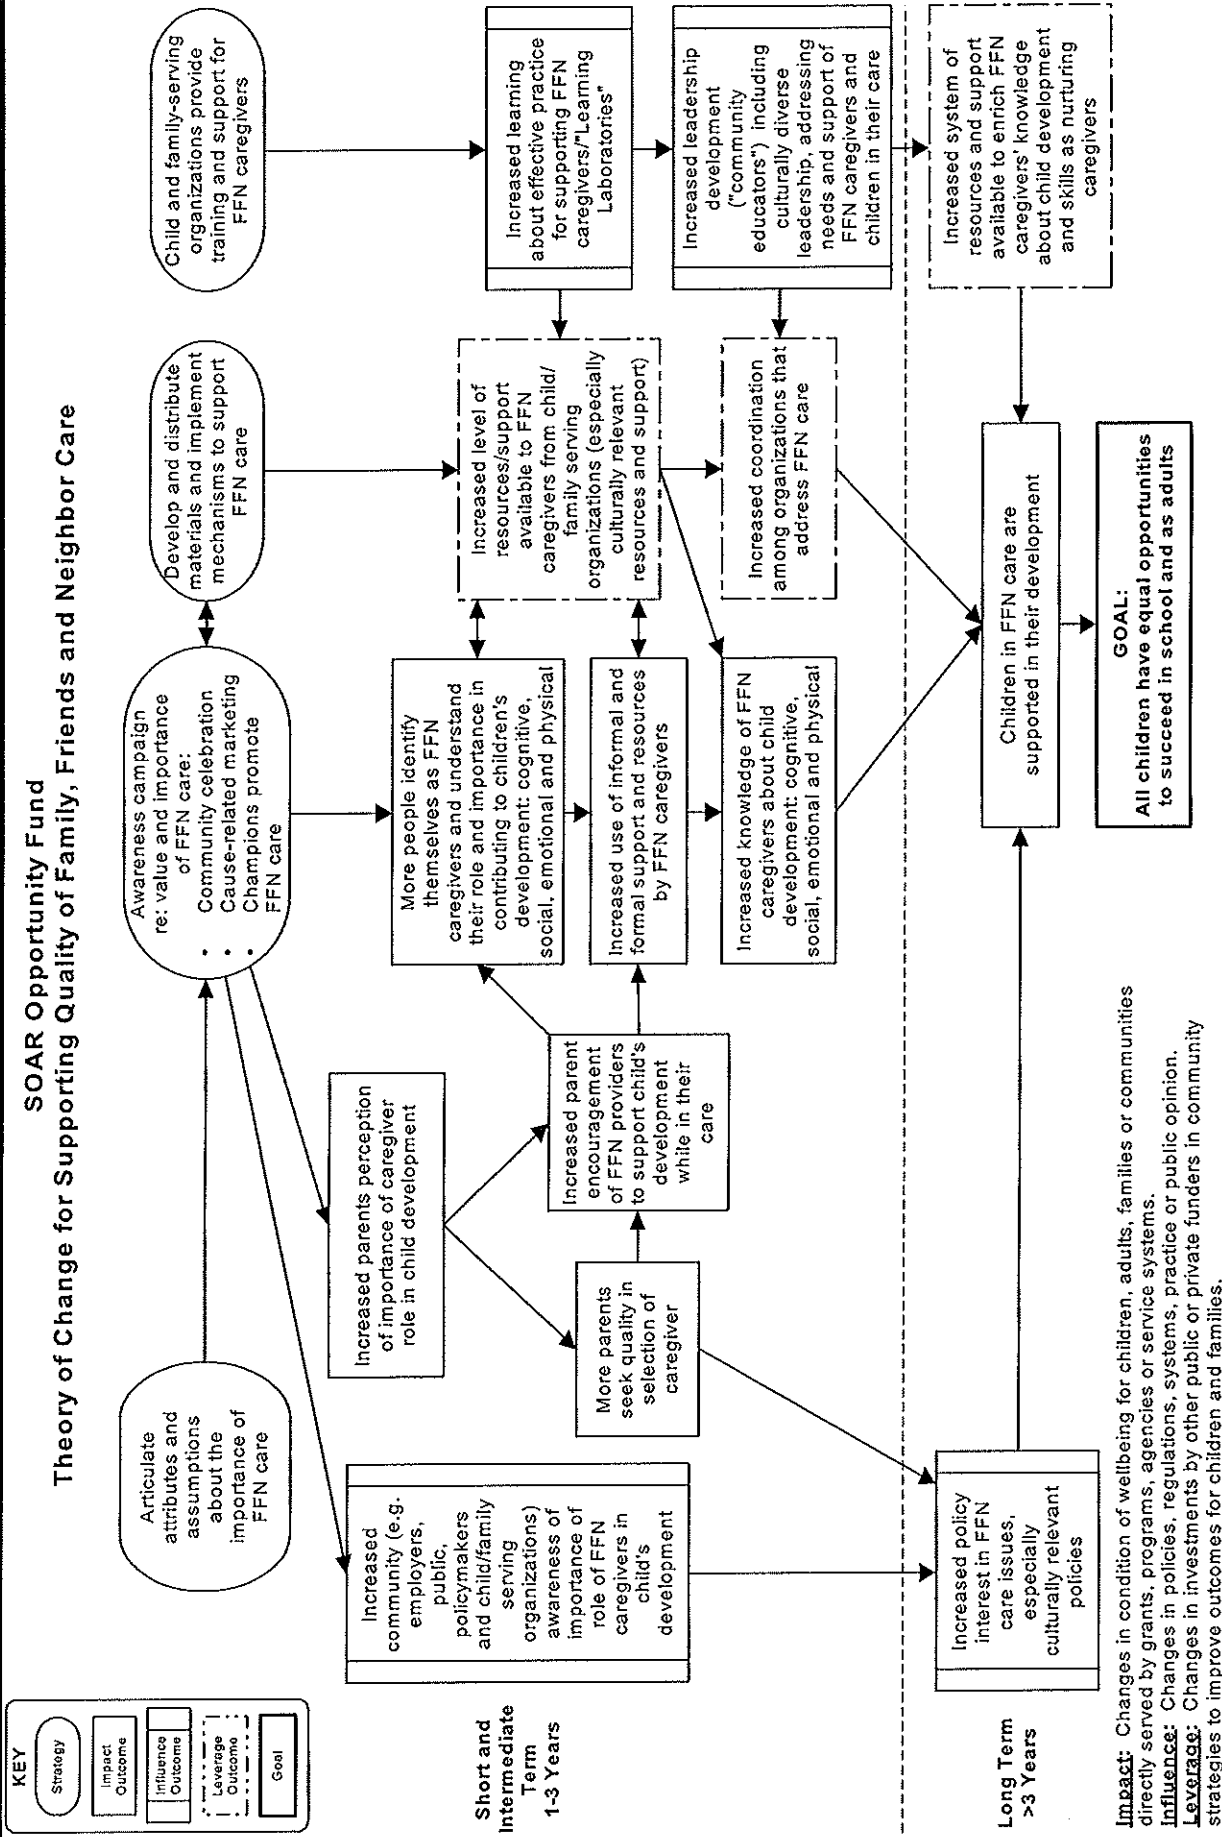 SOAR Opportunity Fund
Theory of Change for Supporting Quality of Family, Friends and Neighbor Care
KEY
Strategy
Impact
Outcome
Influence
Outcome
Leverage
Outcome
Goal
Articulate
attributes and
assumptions
about the
importance of
FFN care
Awareness campaign
re: value and importance
of FFN care:
• Community celebration
• Cause-related marketing
• Champions promote
FFN care
Develop and distribute
materials and implement
mechanisms to support
FFN care
Child and family-serving
organizations provide
training and support for
FFN caregivers
Short and
Intermediate
Term
1-3 Years
Increased
community (e.g.
employers,
public,
policymakers
and child/family
serving
organizations)
awareness of
importance of
role of FFN
caregivers in
child's
development
Increased parents perception
of importance of caregiver
role in child development
More parents
seek quality in
selection of
caregiver
Increased parent
encouragement
of FFN providers
to support child's
development
while in their
care
More people identify
themselves as FFN
caregivers and understand
their role and importance in
contributing to children's
development: cognitive,
social, emotional and physical
Increased use of informal and
formal support and resources
by FFN caregivers
Increased knowledge of FFN
caregivers about child
development: cognitive,
social, emotional and physical
Increased level of
resources/support
available to FFN
caregivers from child/
family serving
organizations (especially
culturally relevant
resources and support)
Increased coordination
among organizations that
address FFN care
Increased learning
about effective practice
for supporting FFN
caregivers/"Learning
Laboratories"
Increased leadership
development
("community
educators") including
culturally diverse
leadership, addressing
needs and support of
FFN caregivers and
children in their care
Long Term
>3 Years
Increased policy
interest in FFN
care issues,
especially
culturally relevant
policies
Children in FFN care are
supported in their development
Increased system of
resources and support
available to enrich FFN
caregivers' knowledge
about child development
and skills as nurturing
caregivers
GOAL:
All children have equal opportunities
to succeed in school and as adults
Impact: Changes in condition of wellbeing for children, adults, families or communities
directly served by grants, programs, agencies or service systems.
Influence: Changes in policies, regulations, systems, practice or public opinion.
Leverage: Changes in investments by other public or private funders in community
strategies to improve outcomes for children and families.